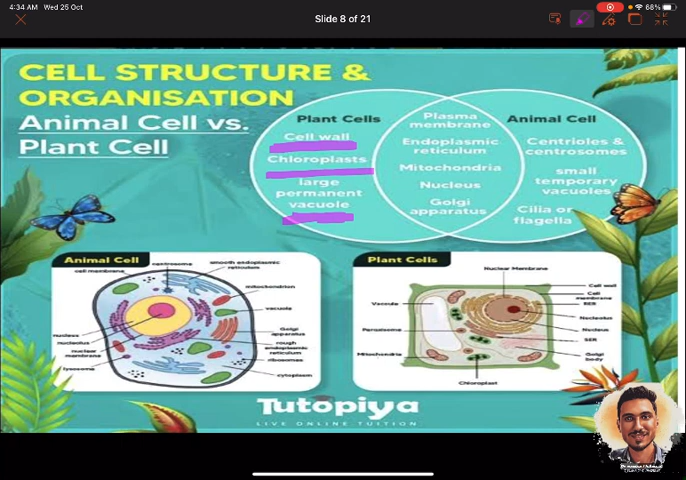 4:34 AM Wed 25 Oct
68%
Slide 8 of 21
CELL STRUCTURE &
ORGANISATION
Animal Cell vs.
Plant Cell
Plant Cells
Cell wall
Chloroplasts
large
permanent
vacuole
Plasma
membrane
Endoplasmic
reticulum
Mitochondria
Nucleus
Golgi
apparatus
Animal Cell
Centrioles &
centrosomes
small
temporary
vacuoles
Cilia or
flagella
Animal Cell
cell membrane
centrosome
smooth endoplasmic
reticulum
mitochondrion
vacuole
Golgi
apparatus
rough
endoplasmic
reticulum
ribosomes
cytoplasm
nucleus
nucleolus
nuclear
membrane
lysosome
Plant Cells
Nuclear Membrane
Cell wall
Cell
membrane
RER
Nucleolus
Nucleus
SER
Golgi
body
Vacuole
Peroxisome
Mitochondria
Chloroplast
Tutopiya
LIVE ONLINE TUITION